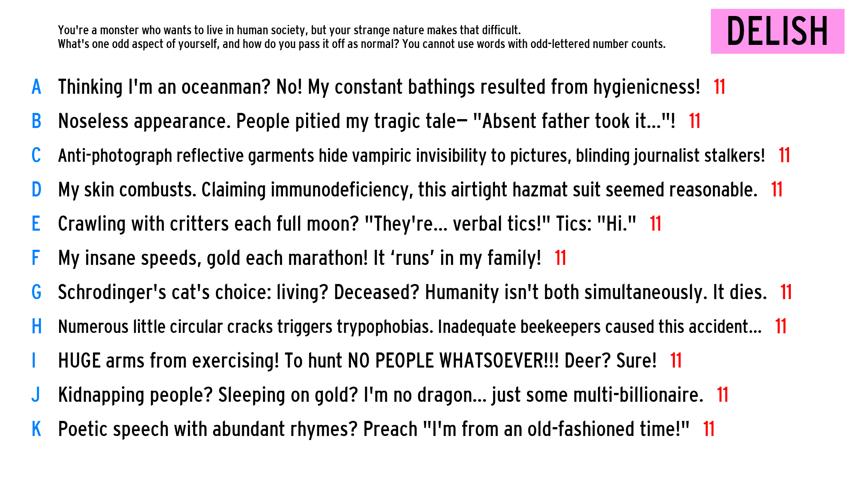 You're a monster who wants to live in human society, but your strange nature makes that difficult.
What's one odd aspect of yourself, and how do you pass it off as normal? You cannot use words with odd-lettered number counts.
DELISH
A Thinking I'm an oceanman? No! My constant bathings resulted from hygienicness! 11
B Noseless appearance. People pitied my tragic tale— "Absent father took it..."! 11
C Anti-photograph reflective garments hide vampiric invisibility to pictures, blinding journalist stalkers! 11
D My skin combusts. Claiming immunodeficiency, this airtight hazmat suit seemed reasonable. 11
E Crawling with critters each full moon? "They're... verbal tics!" Tics: "Hi." 11
F My insane speeds, gold each marathon! It ‘runs’ in my family! 11
G Schrodinger's cat's choice: living? Deceased? Humanity isn't both simultaneously. It dies. 11
H Numerous little circular cracks triggers trypophobias. Inadequate beekeepers caused this accident... 11
I HUGE arms from exercising! To hunt NO PEOPLE WHATSOEVER!!! Deer? Sure! 11
J Kidnapping people? Sleeping on gold? I'm no dragon... just some multi-billionaire. 11
K Poetic speech with abundant rhymes? Preach "I'm from an old-fashioned time!" 11